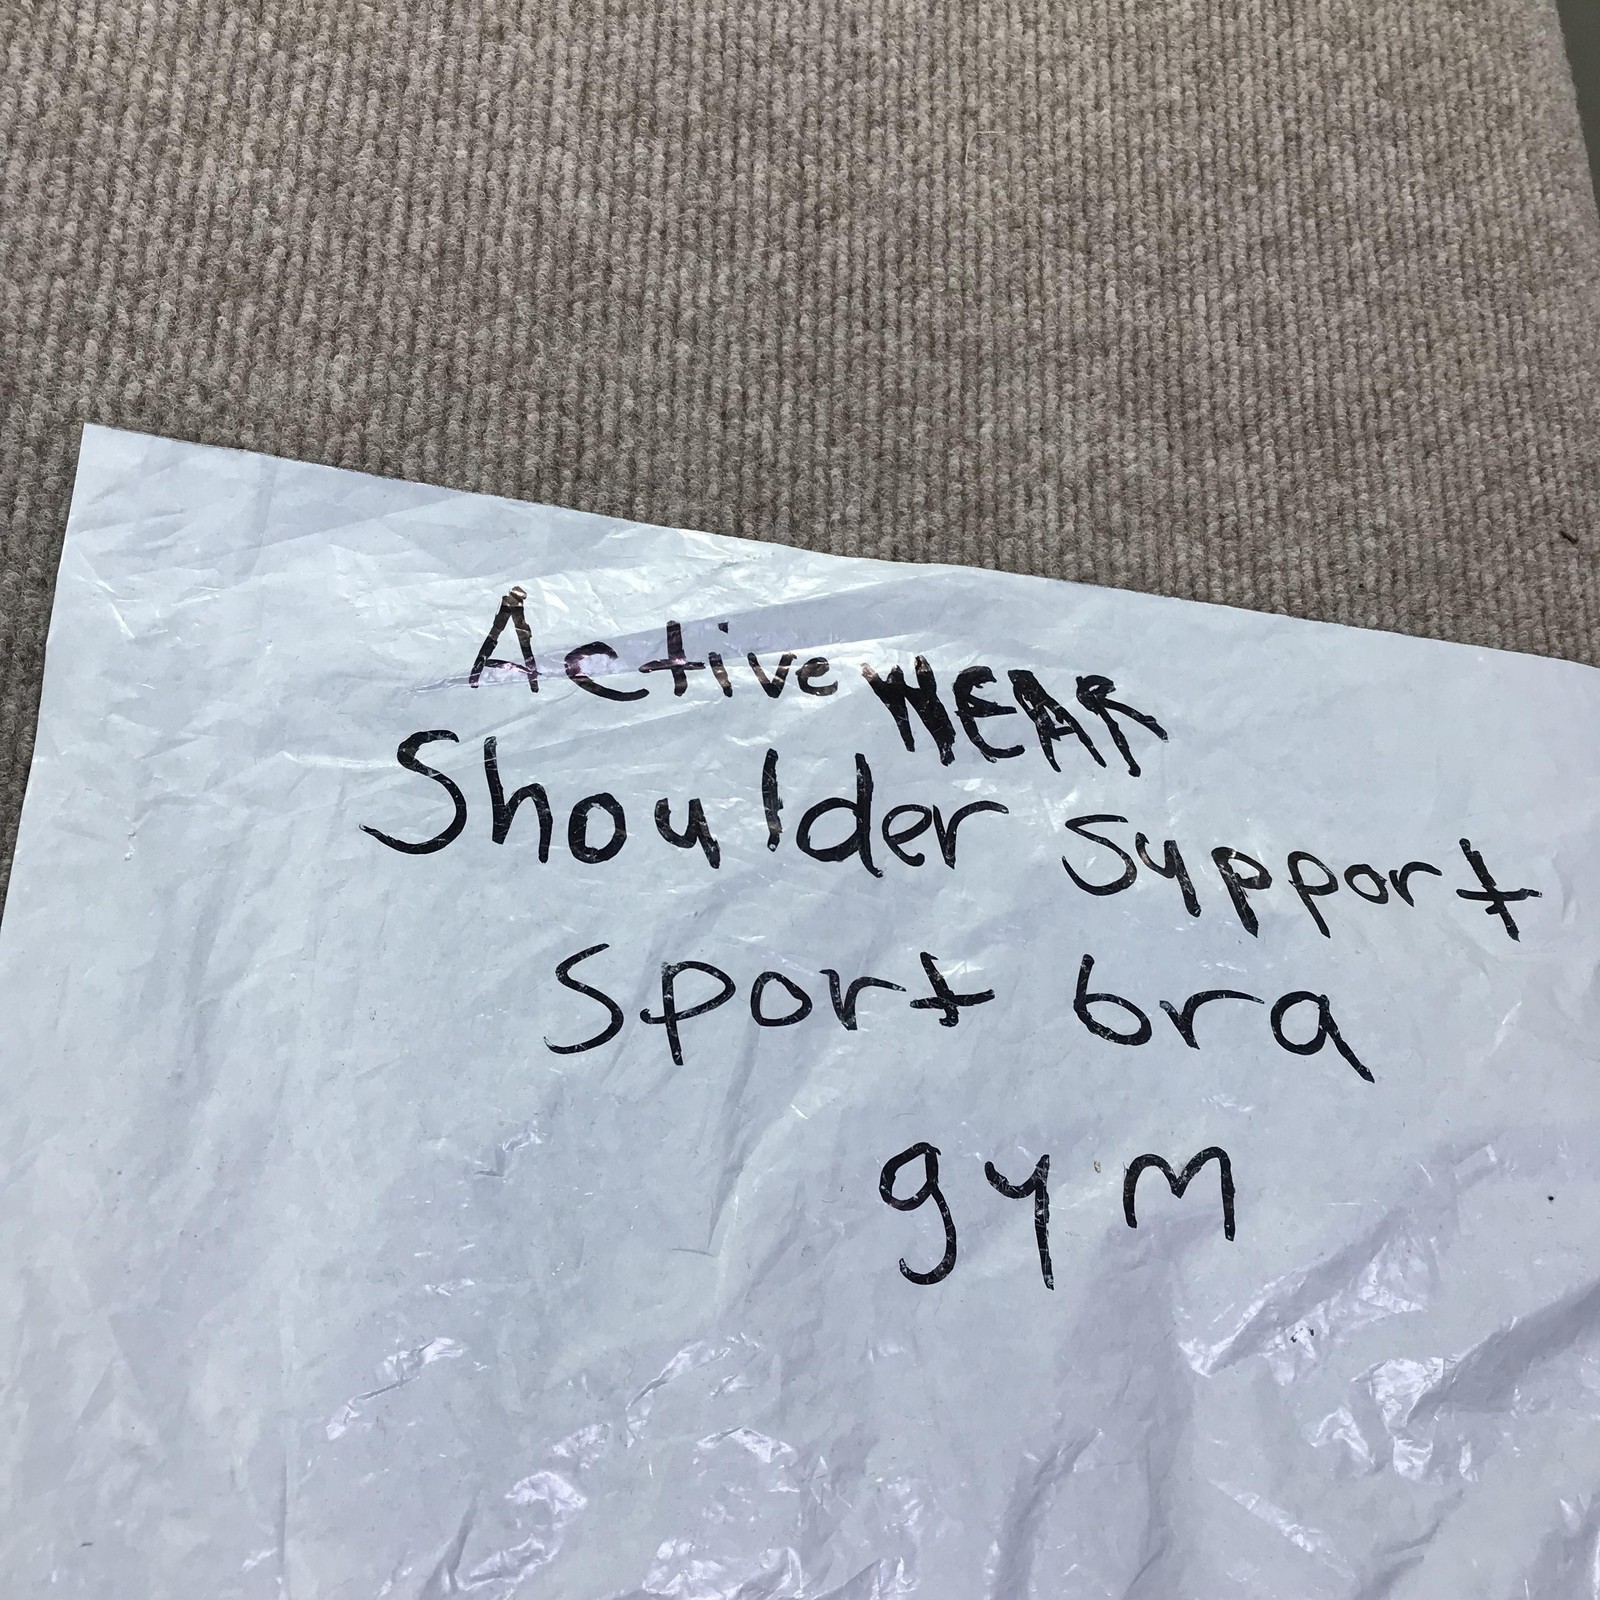 Active WEAR
Shoulder support
Sport bra
gym